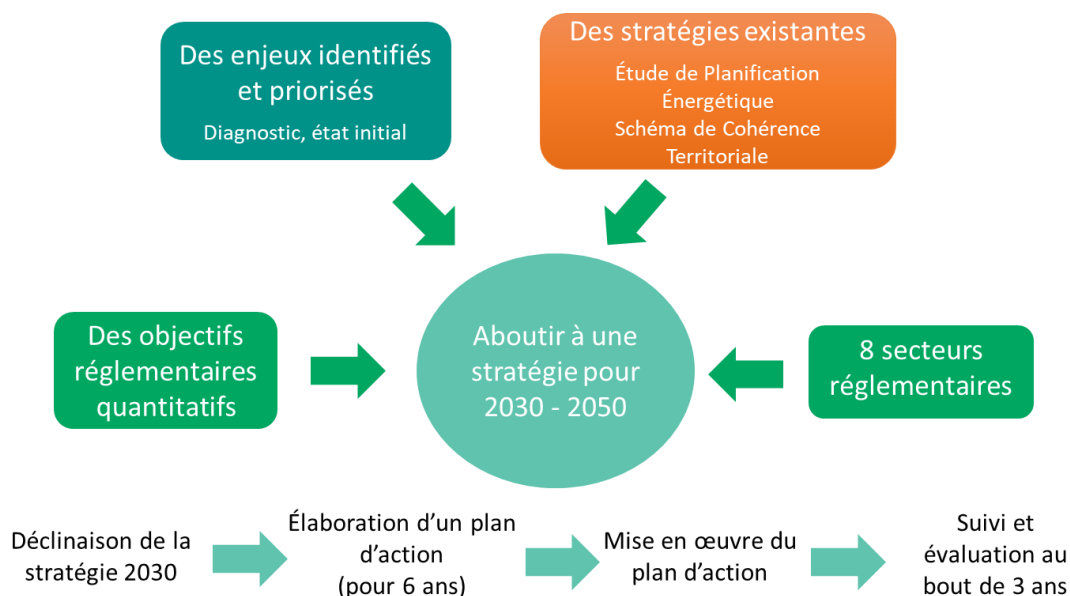 Des enjeux identifiés
et priorisés
Diagnostic, état initial
Des stratégies existantes
Étude de Planification
Énergétique
Schéma de Cohérence
Territoriale
Des objectifs
réglementaires
quantitatifs
Aboutir à une
stratégie pour
2030 - 2050
8 secteurs
réglementaires
Déclinaison de la
stratégie 2030
Élaboration d’un plan
d’action
(pour 6 ans)
Mise en œuvre du
plan d’action
Suivi et
évaluation au
bout de 3 ans